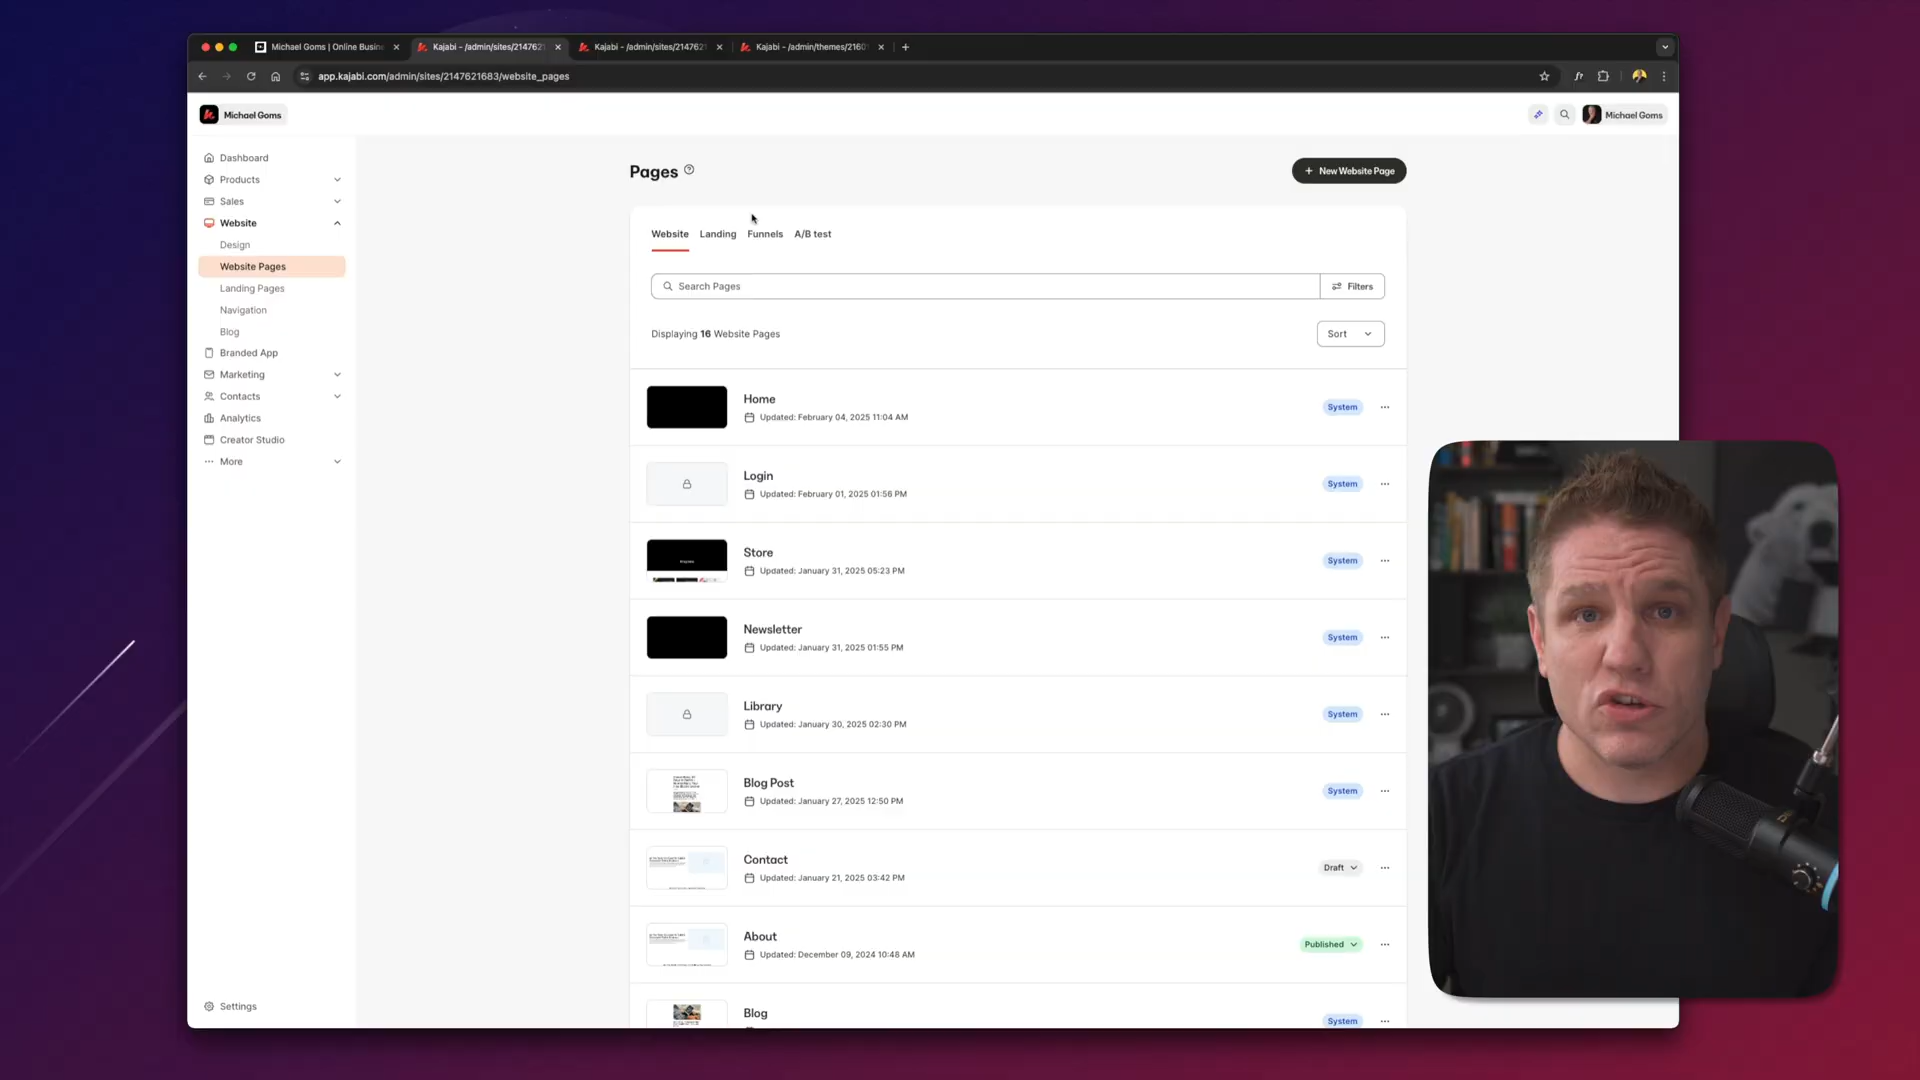 Michael Goms | Online Busin
Kajabi - /admin/sites/214762
Kajabi - /admin/sites/214762
Kajabi - /admin/themes/2160
app.kajabi.com/admin/sites/2147621683/website_pages
Michael Goms
Michael Goms
Dashboard
Products
Sales
Website
Design
Website Pages
Landing Pages
Navigation
Blog
Branded App
Marketing
Contacts
Analytics
Creator Studio
More
Settings
Pages
+ New Website Page
Website Landing Funnels A/B test
Search Pages
Filters
Displaying 16 Website Pages
Sort
Home
Updated: February 04, 2025 11:04 AM
System
Login
Updated: February 01, 2025 01:56 PM
System
Store
Updated: January 31, 2025 05:23 PM
System
Newsletter
Updated: January 31, 2025 01:55 PM
System
Library
Updated: January 30, 2025 02:30 PM
System
Blog Post
Updated: January 27, 2025 12:50 PM
System
Contact
Updated: January 21, 2025 03:42 PM
Draft
About
Updated: December 09, 2024 10:48 AM
Published
Blog
System